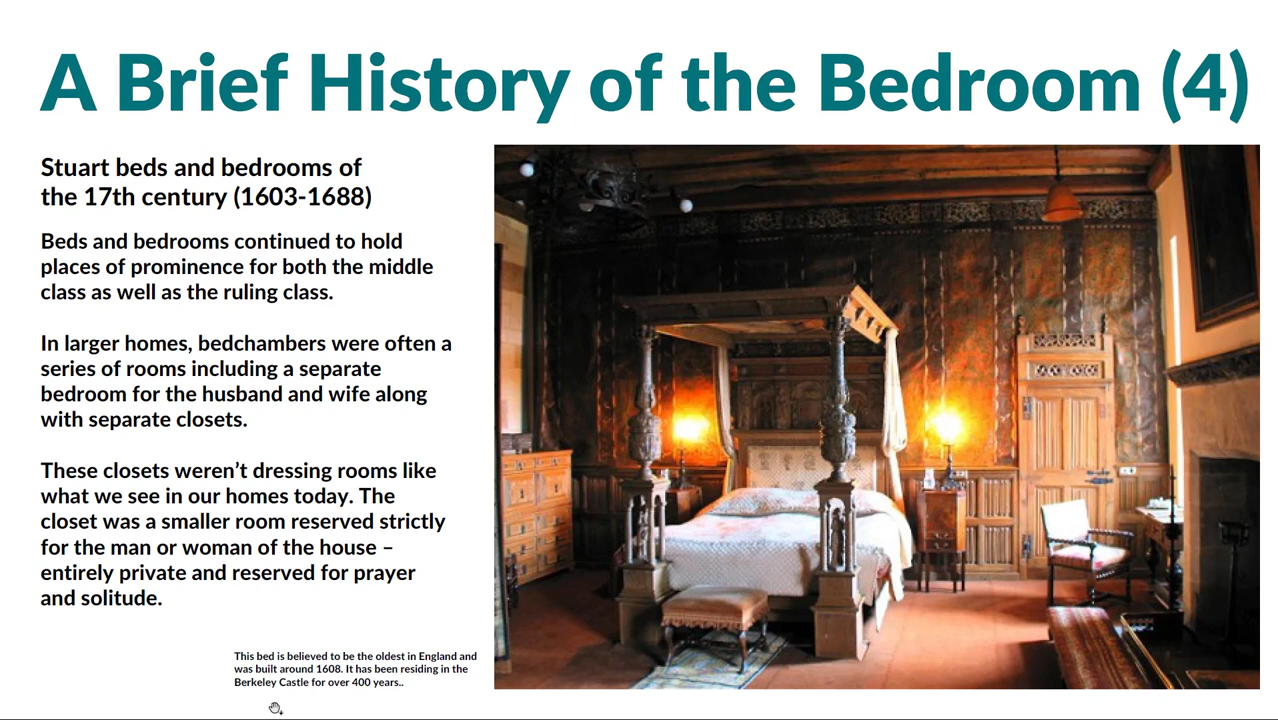 A Brief History of the Bedroom (4)
Stuart beds and bedrooms of
the 17th century (1603-1688)
Beds and bedrooms continued to hold
places of prominence for both the middle
class as well as the ruling class.
In larger homes, bedchambers were often a
series of rooms including a separate
bedroom for the husband and wife along
with separate closets.
These closets weren’t dressing rooms like
what we see in our homes today. The
closet was a smaller room reserved strictly
for the man or woman of the house –
entirely private and reserved for prayer
and solitude.
This bed is believed to be the oldest in England and
was built around 1608. It has been residing in the
Berkeley Castle for over 400 years..